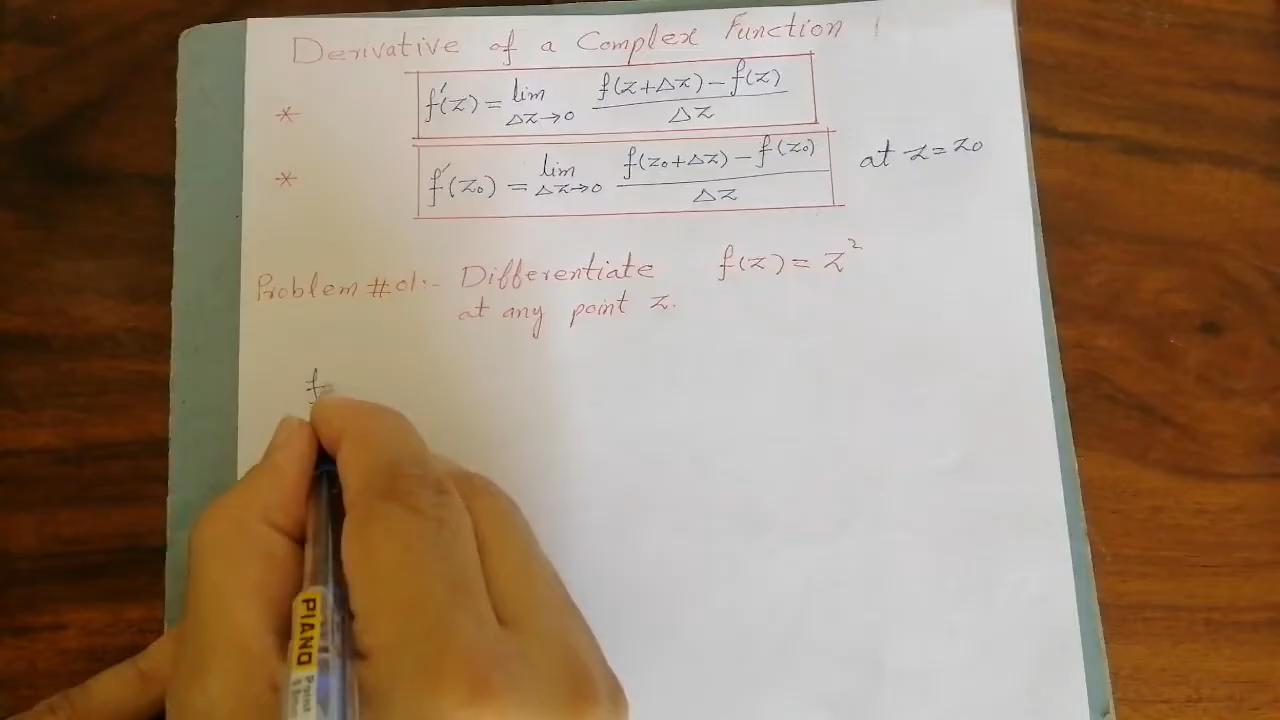 Derivative of a Complex Function
* f'(z) = lim Δz→0 f(z+Δz) − f(z) / Δz
* f'(z₀) = lim Δz→0 f(z₀+Δz) − f(z₀) / Δz at z = z₀
Problem #01:- Differentiate f(z) = z²
at any point z.
f
PIANO
Point